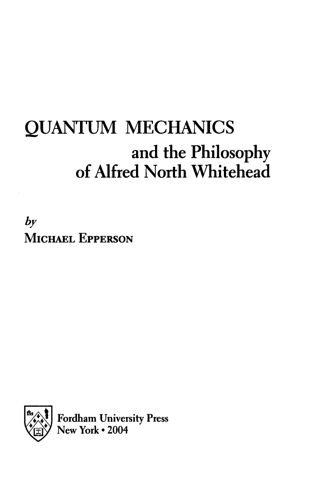 QUANTUM MECHANICS
and the Philosophy
of Alfred North Whitehead
by
MICHAEL EPPERSON
Fordham University Press
New York • 2004